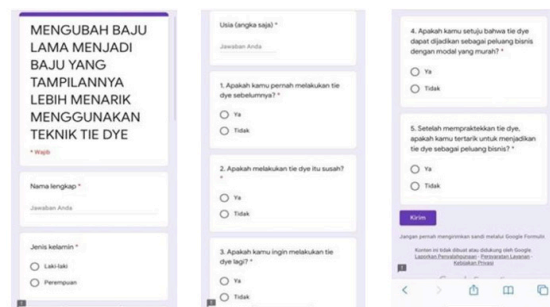 MENGUBAH BAJU
LAMA MENJADI
BAJU YANG
TAMPILANNYA
LEBIH MENARIK
MENGGUNAKAN
TEKNIK TIE DYE
* Wajib
Nama lengkap *
Jawaban Anda
Jenis kelamin *
Laki-laki
Perempuan
Usia (angka saja) *
Jawaban Anda
1. Apakah kamu pernah melakukan tie
dye sebelumnya? *
Ya
Tidak
2. Apakah melakukan tie dye itu susah?
*
Ya
Tidak
3. Apakah kamu ingin melakukan tie
dye lagi? *
Ya
Tidak
4. Apakah kamu setuju bahwa tie dye
dapat dijadikan sebagai peluang bisnis
dengan modal yang murah? *
Ya
Tidak
5. Setelah mempraktekkan tie dye,
apakah kamu tertarik untuk menjadikan
tie dye sebagai peluang bisnis? *
Ya
Tidak
Kirim
Jangan pernah mengirimkan sandi melalui Google Formulir.
Konten ini tidak dibuat atau didukung oleh Google.
Laporkan Penyalahgunaan - Persyaratan Layanan -
Kebijakan Privasi